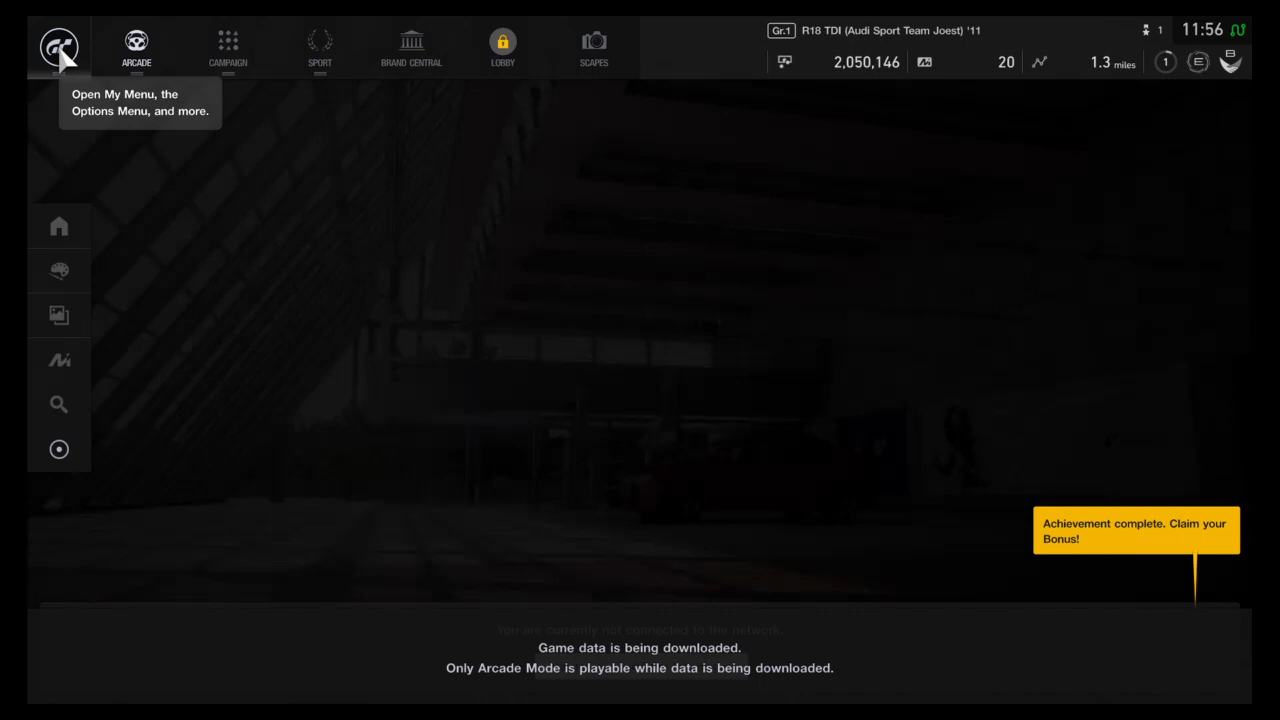 Gr.1 R18 TDI (Audi Sport Team Joest) '11
1
11:56
GT
ARCADE
CAMPAIGN
SPORT
BRAND CENTRAL
LOBBY
SCAPES
2,050,146
20
1.3 miles
1
E
B
Open My Menu, the
Options Menu, and more.
Achievement complete. Claim your
Bonus!
You are currently not connected to the network.
Game data is being downloaded.
Only Arcade Mode is playable while data is being downloaded.